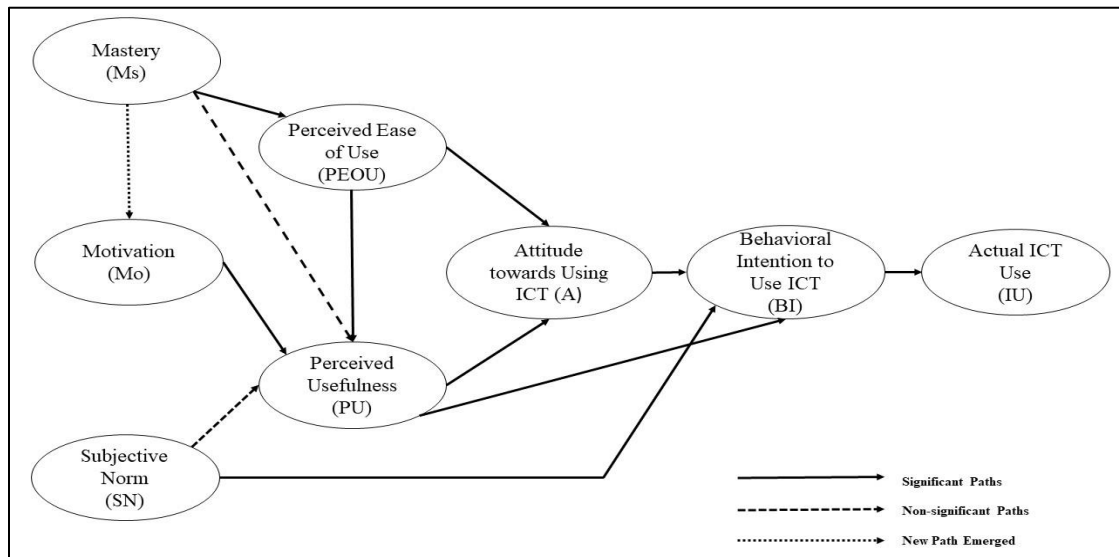 Mastery
(Ms)
Perceived Ease
of Use
(PEOU)
Motivation
(Mo)
Attitude
towards Using
ICT (A)
Behavioral
Intention to
Use ICT
(BI)
Actual ICT
Use
(IU)
Perceived
Usefulness
(PU)
Subjective
Norm
(SN)
Significant Paths
Non-significant Paths
New Path Emerged